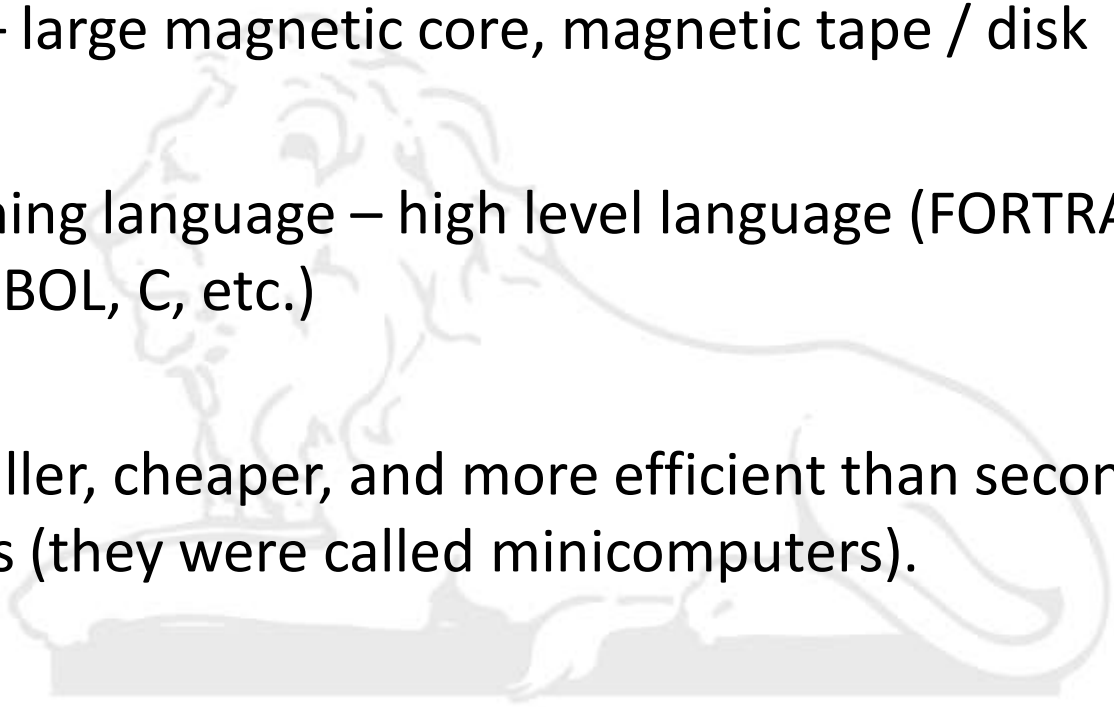 - large magnetic core, magnetic tape / disk
ing language – high level language (FORTRA
BOL, C, etc.)
ller, cheaper, and more efficient than secon
s (they were called minicomputers).